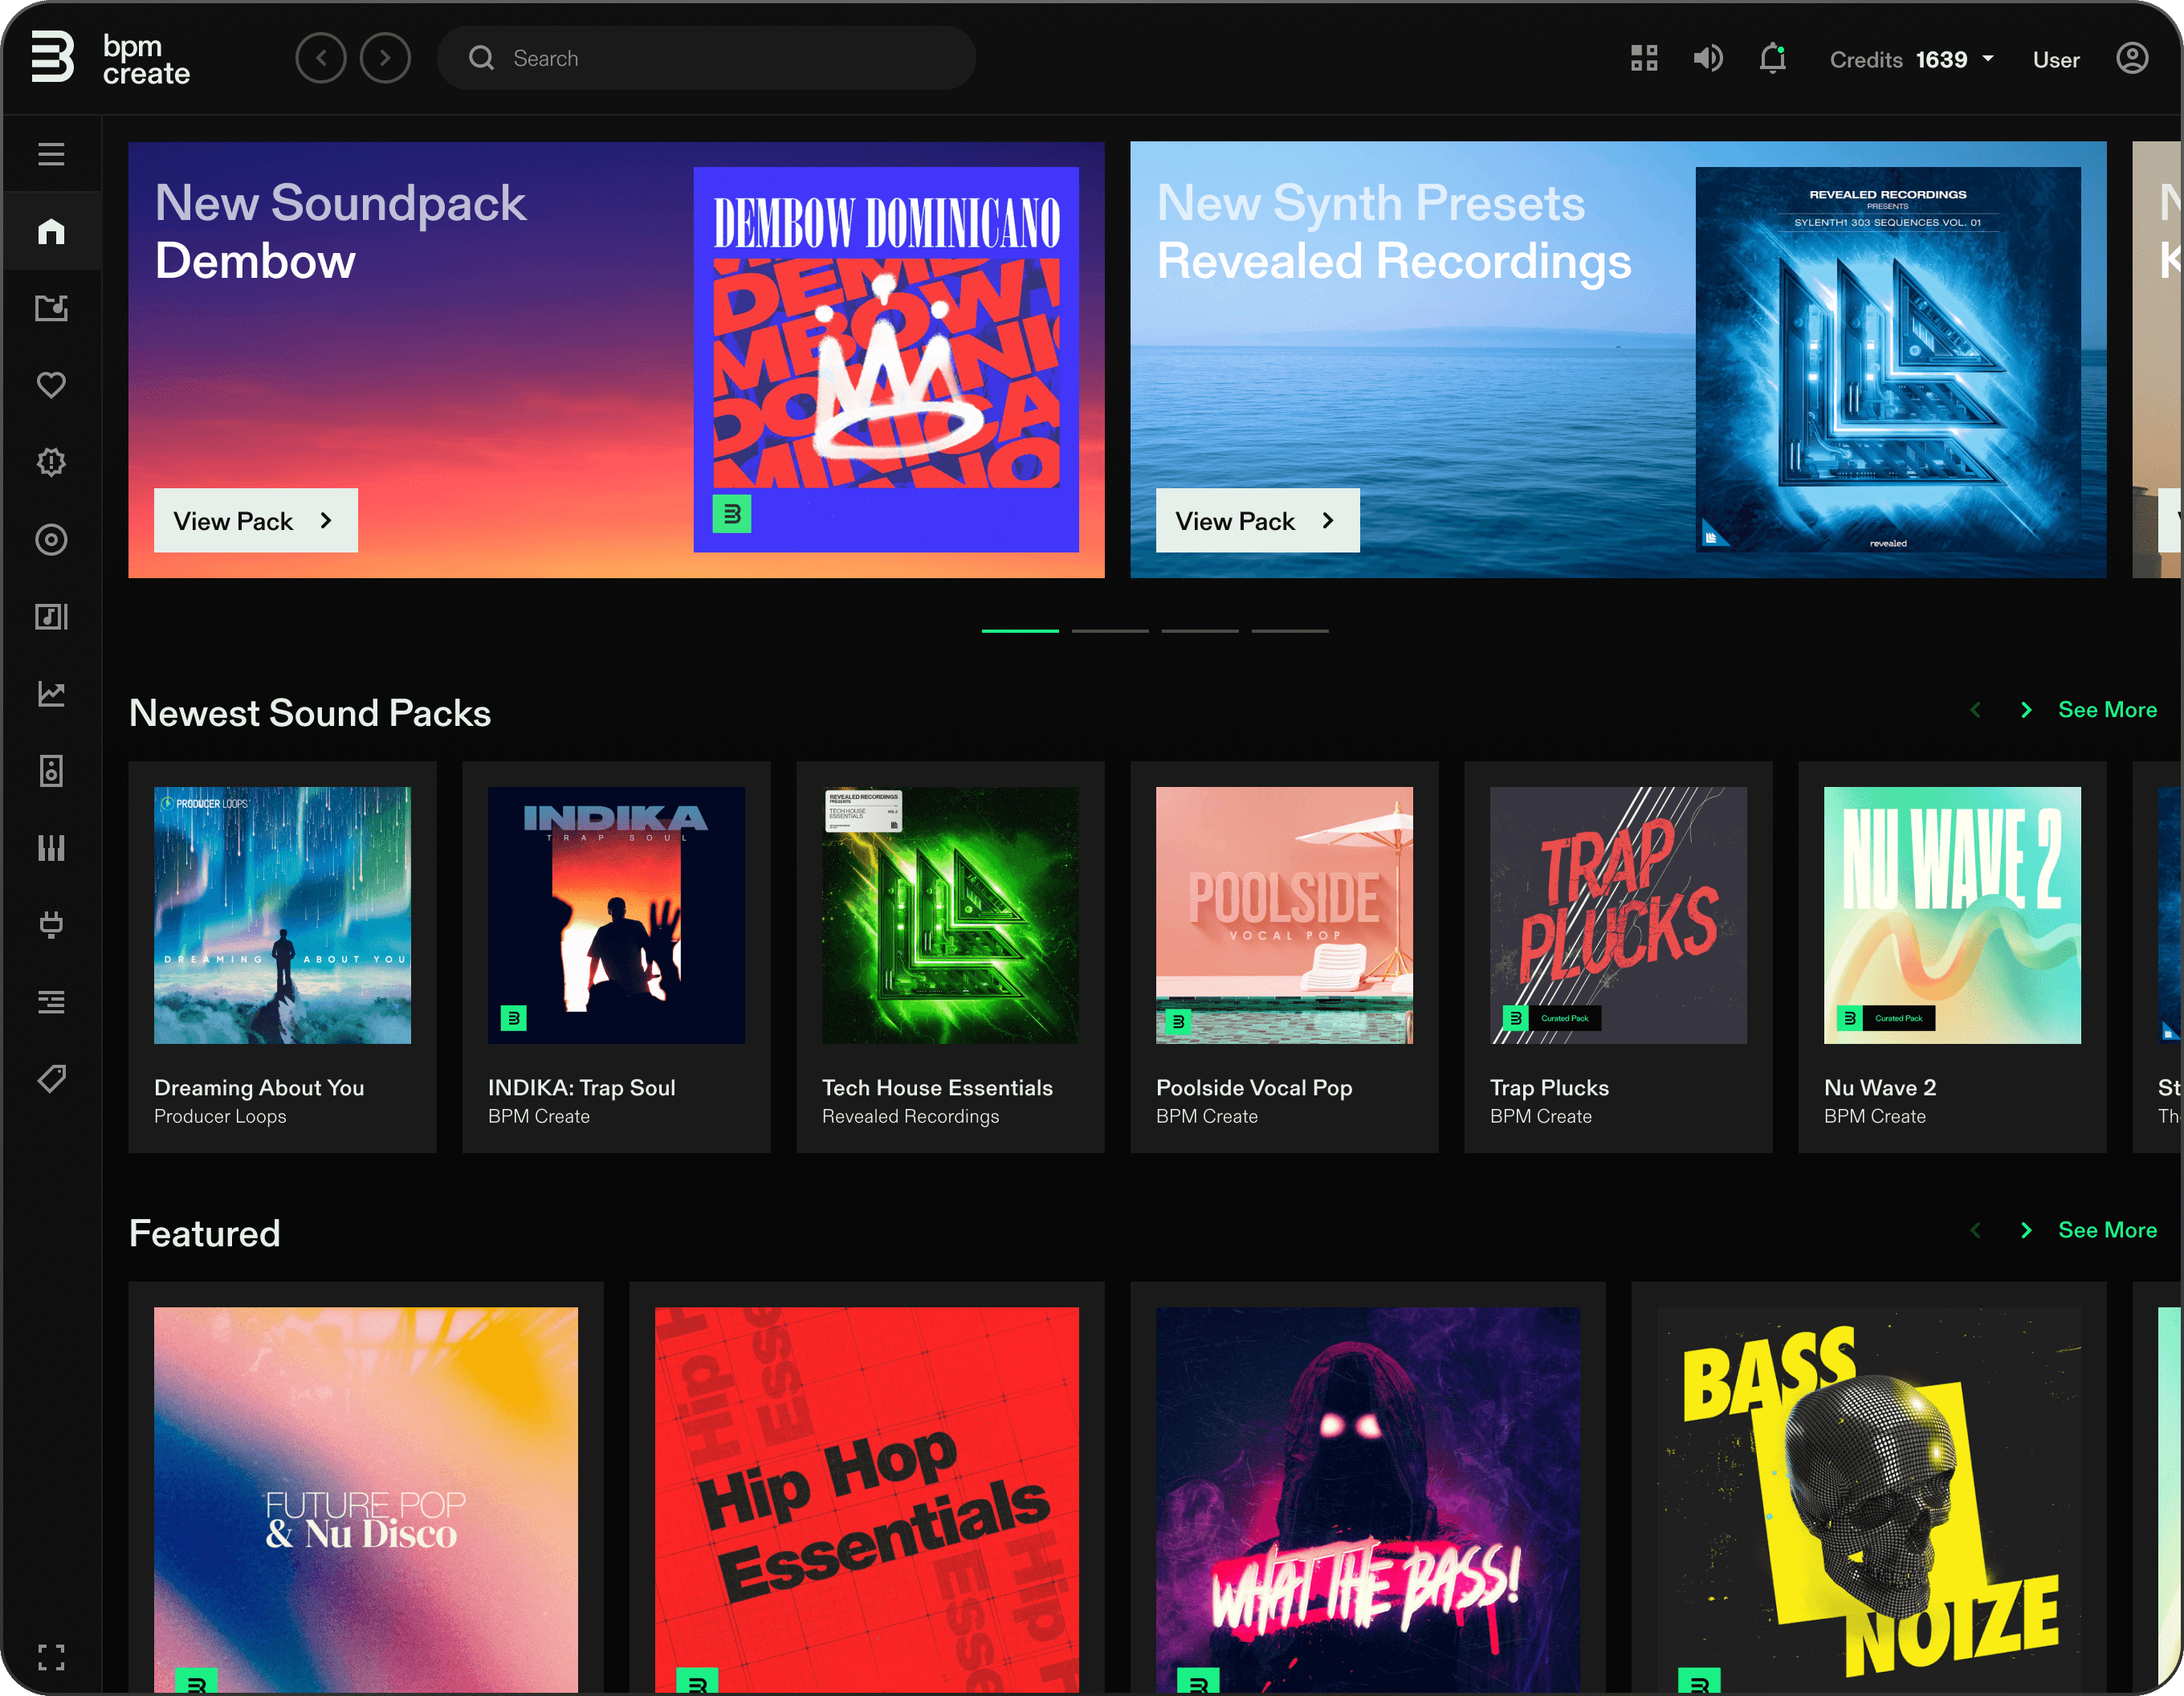 bpm
create
Search
Credits 1639
User
New Soundpack
Dembow
View Pack
DEMBOW DOMINICANO
New Synth Presets
Revealed Recordings
View Pack
REVEALED RECORDINGS
PRESENTS
SYLENTH1 303 SEQUENCES VOL. 01
revealed
Newest Sound Packs
See More
PRODUCER LOOPS
DREAMING ABOUT YOU
Dreaming About You
Producer Loops
INDIKA
TRAP SOUL
INDIKA: Trap Soul
BPM Create
REVEALED RECORDINGS
PRESENTS
TECH HOUSE
ESSENTIALS
Tech House Essentials
Revealed Recordings
POOLSIDE
VOCAL POP
Poolside Vocal Pop
BPM Create
TRAP
PLUCKS
Curated Pack
Trap Plucks
BPM Create
NU WAVE 2
Curated Pack
Nu Wave 2
BPM Create
St
Th
Featured
See More
FUTURE POP
& Nu Disco
Hip Hop
Essentials
WHAT THE BASS!
BASS
NOIZE